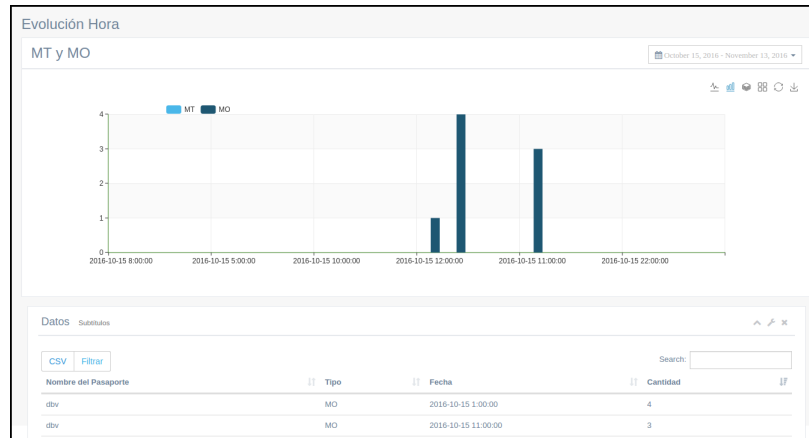 Evolución Hora
MT y MO
October 15, 2016 - November 13, 2016
MT MO
4
3
2
1
0
2016-10-15 8:00:00 2016-10-15 5:00:00 2016-10-15 10:00:00 2016-10-15 12:00:00 2016-10-15 11:00:00 2016-10-15 22:00:00
Datos Subtítulos
CSV Filtrar Search:
Nombre del Pasaporte Tipo Fecha Cantidad
dbv MO 2016-10-15 1:00:00 4
dbv MO 2016-10-15 11:00:00 3